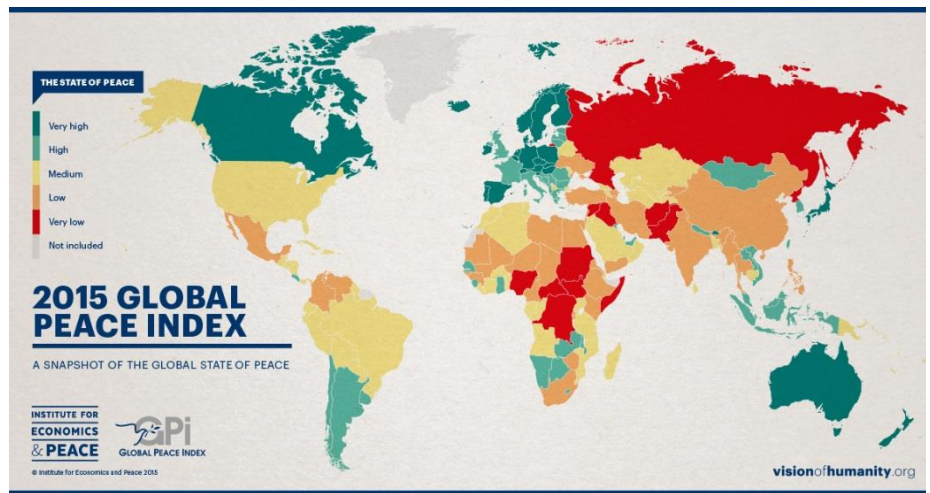 THE STATE OF PEACE
Very high
High
Medium
Low
Very low
Not included
2015 GLOBAL
PEACE INDEX
A SNAPSHOT OF THE GLOBAL STATE OF PEACE
INSTITUTE FOR
ECONOMICS
& PEACE
GPi
GLOBAL PEACE INDEX
© Institute for Economics and Peace 2015
visionofhumanity.org